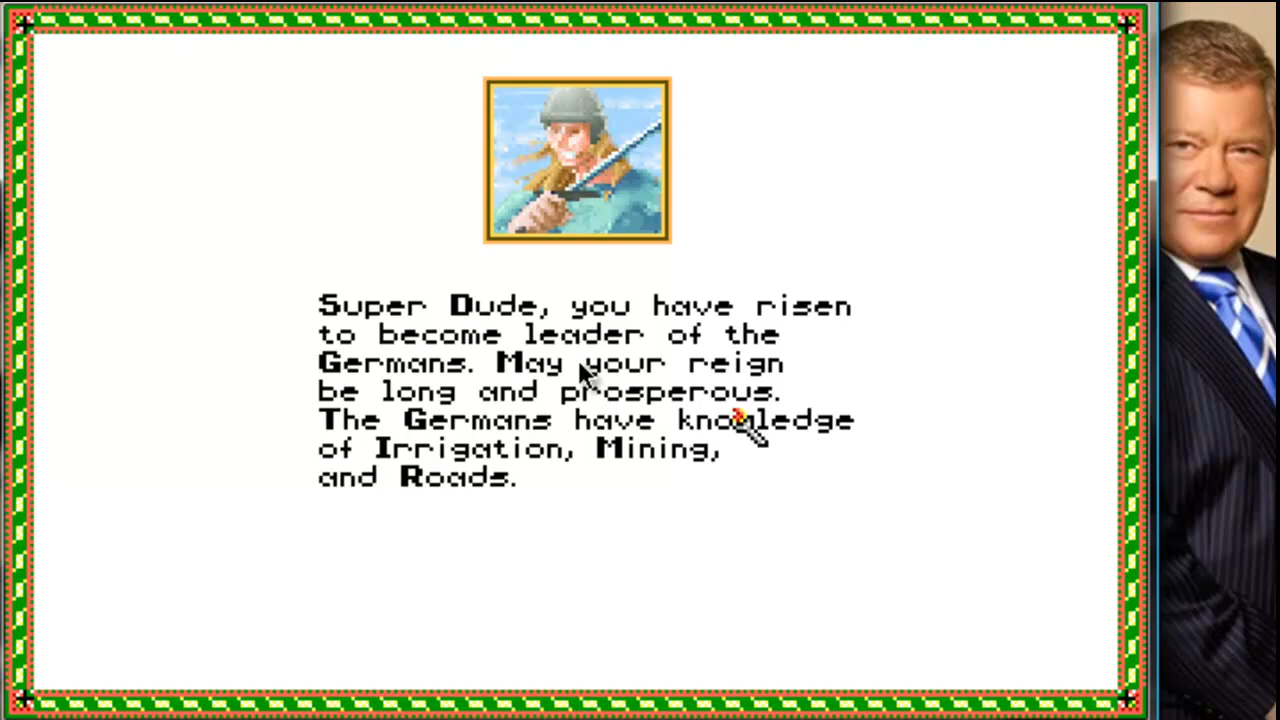 Super Dude, you have risen
to become leader of the
Germans. May your reign
be long and prosperous.
The Germans have knowledge
of Irrigation, Mining,
and Roads.